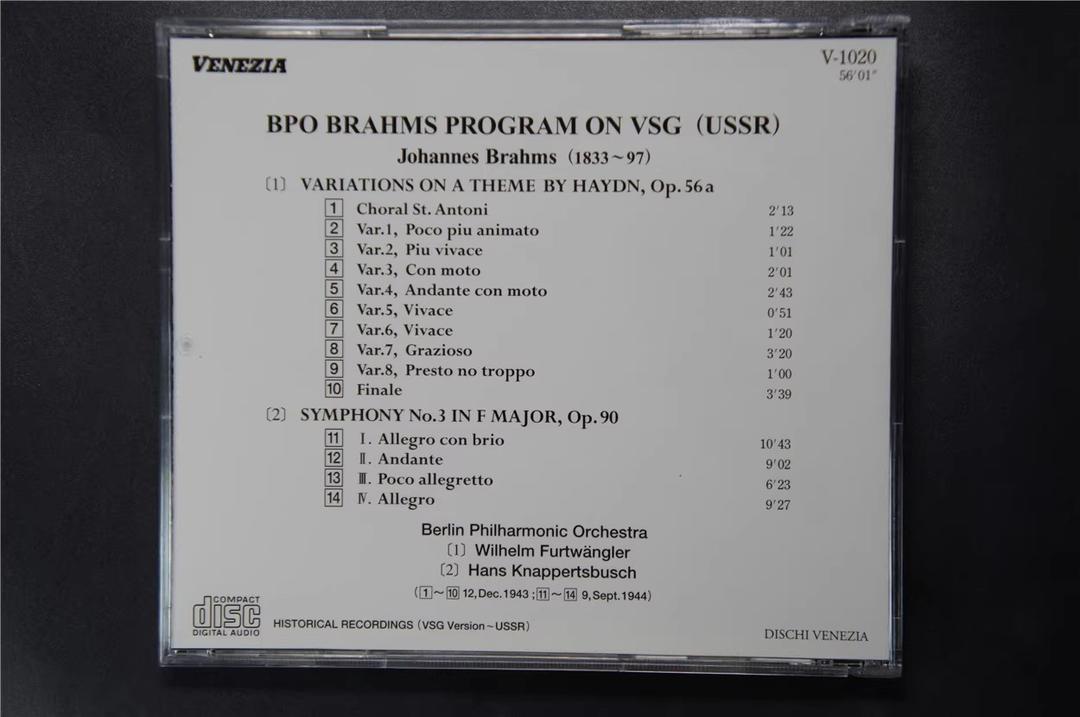 VENEZIA
V-1020
56'01"
BPO BRAHMS PROGRAM ON VSG (USSR)
Johannes Brahms (1833~97)
〔1〕 VARIATIONS ON A THEME BY HAYDN, Op. 56 a
1 Choral St. Antoni 2'13
2 Var.1, Poco piu animato 1'22
3 Var.2, Piu vivace 1'01
4 Var.3, Con moto 2'01
5 Var.4, Andante con moto 2'43
6 Var.5, Vivace 0'51
7 Var.6, Vivace 1'20
8 Var.7, Grazioso 3'20
9 Var.8, Presto no troppo 1'00
10 Finale 3'39
〔2〕 SYMPHONY No.3 IN F MAJOR, Op. 90
11 Ⅰ. Allegro con brio 10'43
12 Ⅱ. Andante 9'02
13 Ⅲ. Poco allegretto 6'23
14 Ⅳ. Allegro 9'27
Berlin Philharmonic Orchestra
〔1〕 Wilhelm Furtwängler
〔2〕 Hans Knappertsbusch
(1~10 12, Dec. 1943 ; 11~14 9, Sept. 1944)
COMPACT
disc
DIGITAL AUDIO
HISTORICAL RECORDINGS (VSG Version~USSR)
DISCHI VENEZIA